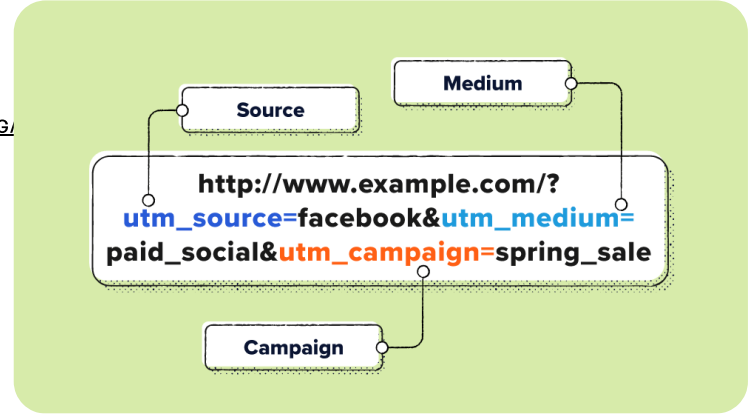 Medium
Source
http://www.example.com/?
utm_source=facebook&utm_medium=
paid_social&utm_campaign=spring_sale
Campaign